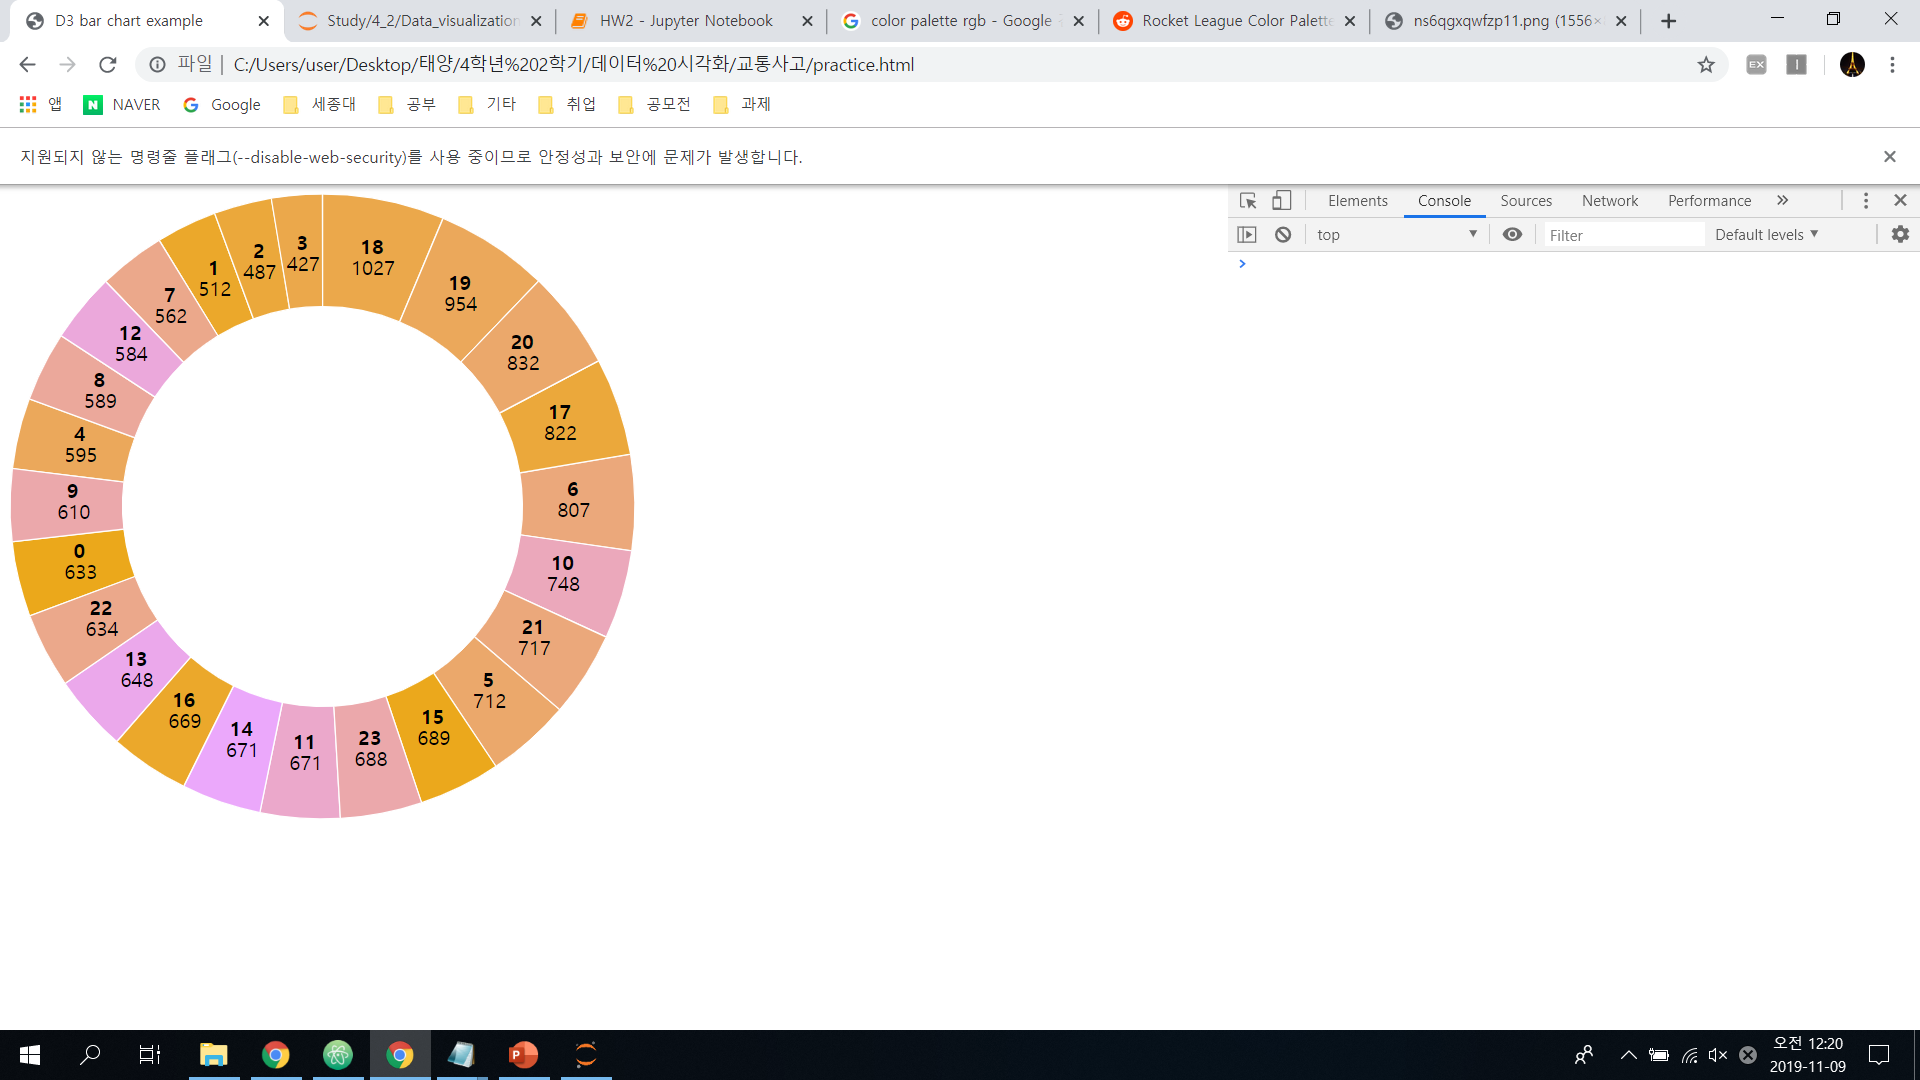 D3 bar chart example
Study/4_2/Data_visualization
HW2 - Jupyter Notebook
color palette rgb - Google
Rocket League Color Palette
ns6qgxqwfzp11.png (1556×
파일 | C:/Users/user/Desktop/태양/4학년%202학기/데이터%20시각화/교통사고/practice.html
EX
앱
N NAVER
Google
세종대
공부
기타
취업
공모전
과제
지원되지 않는 명령줄 플래그(--disable-web-security)를 사용 중이므로 안정성과 보안에 문제가 발생합니다.
Elements
Console
Sources
Network
Performance
»
top
Filter
Default levels
18
1027
19
954
20
832
17
822
6
807
10
748
21
717
5
712
15
689
23
688
11
671
14
671
16
669
13
648
22
634
0
633
9
610
4
595
8
589
12
584
7
562
1
512
2
487
3
427
P
오전 12:20
2019-11-09